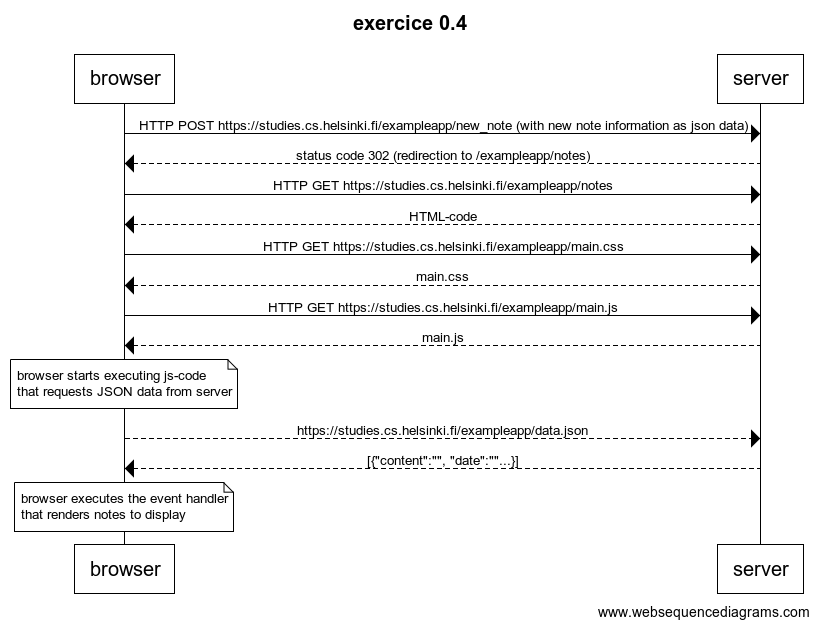 exercice 0.4
browser server
HTTP POST https://studies.cs.helsinki.fi/exampleapp/new_note (with new note information as json data)
status code 302 (redirection to /exampleapp/notes)
HTTP GET https://studies.cs.helsinki.fi/exampleapp/notes
HTML-code
HTTP GET https://studies.cs.helsinki.fi/exampleapp/main.css
main.css
HTTP GET https://studies.cs.helsinki.fi/exampleapp/main.js
main.js
browser starts executing js-code
that requests JSON data from server
https://studies.cs.helsinki.fi/exampleapp/data.json
[{"content":"", "date":""...}]
browser executes the event handler
that renders notes to display
browser server
www.websequencediagrams.com